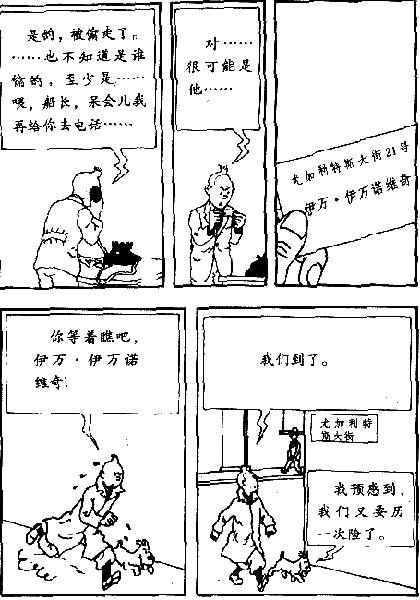 是的，被偷走了。
……也不知道是谁
偷的，至少是……
喂，船长，呆会儿我
再给你去电话……
对……
很可能是
他……
尤加利特斯大街21号
伊万·伊万诺维奇
你等着瞧吧，
伊万·伊万诺
维奇！
我们到了。
尤加利特
斯大街
我预感到，
我们又要历
一次险了。